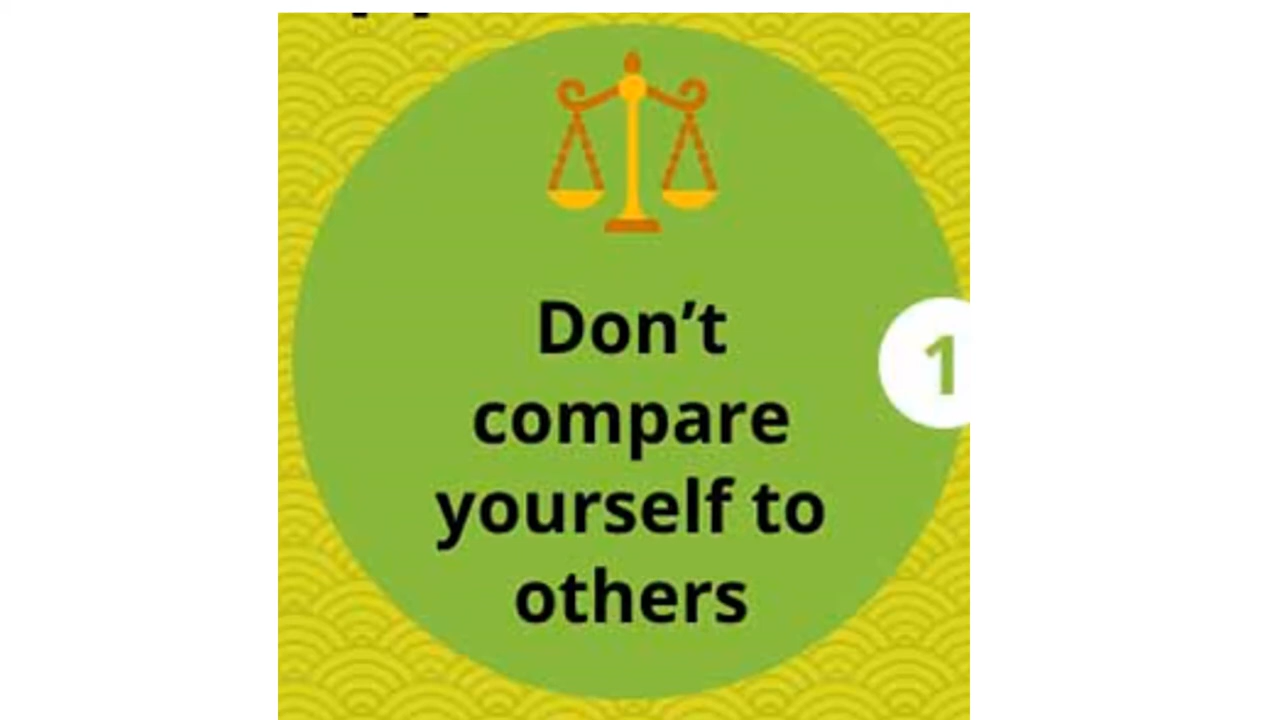 Don’t
compare
yourself to
others
1